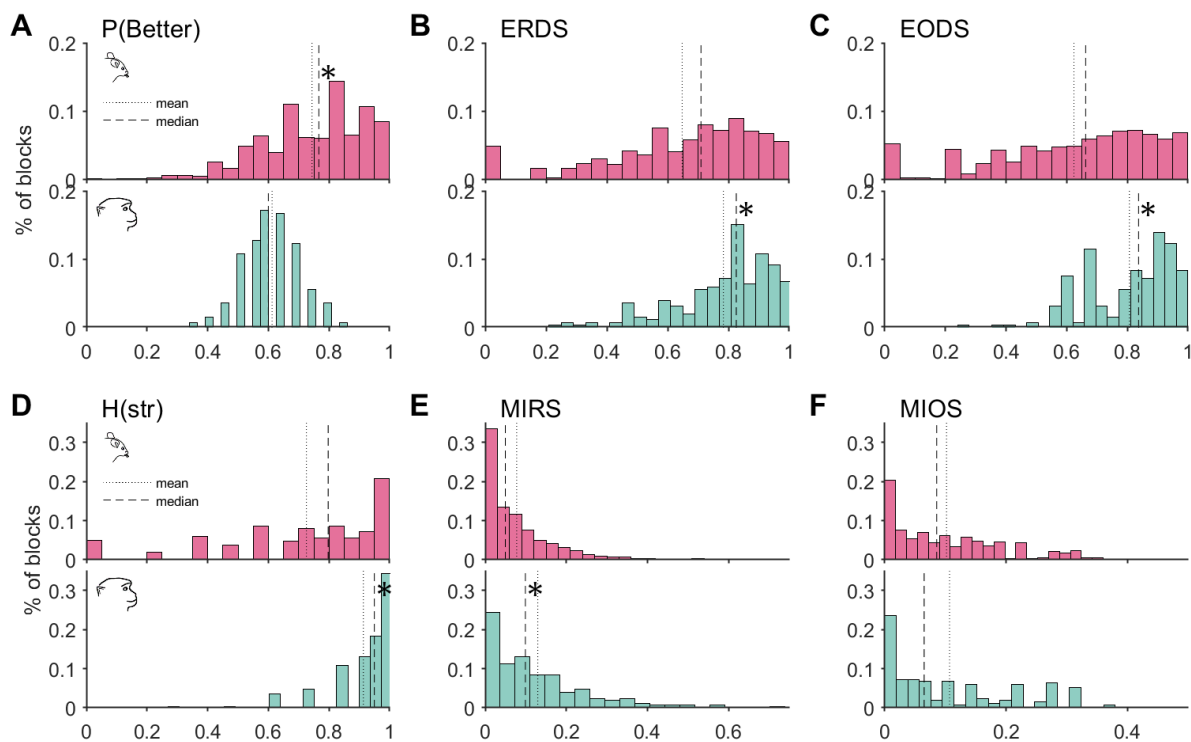 A P(Better) B ERDS C EODS
0.2 0.2 0.2
*
mean
median
0.1 0.1 0.1
0 0 0
% of blocks
0.2 0.2 0.2
* *
0.1 0.1 0.1
0 0 0
0 0.2 0.4 0.6 0.8 1 0 0.2 0.4 0.6 0.8 1 0 0.2 0.4 0.6 0.8 1
D H(str) E MIRS F MIOS
0.3 0.3 0.3
mean
0.2 0.2 0.2
median
0.1 0.1 0.1
0 0 0
% of blocks
0.3 * 0.3 * 0.3
0.2 0.2 0.2
0.1 0.1 0.1
0 0 0
0 0.2 0.4 0.6 0.8 1 0 0.2 0.4 0.6 0 0.2 0.4